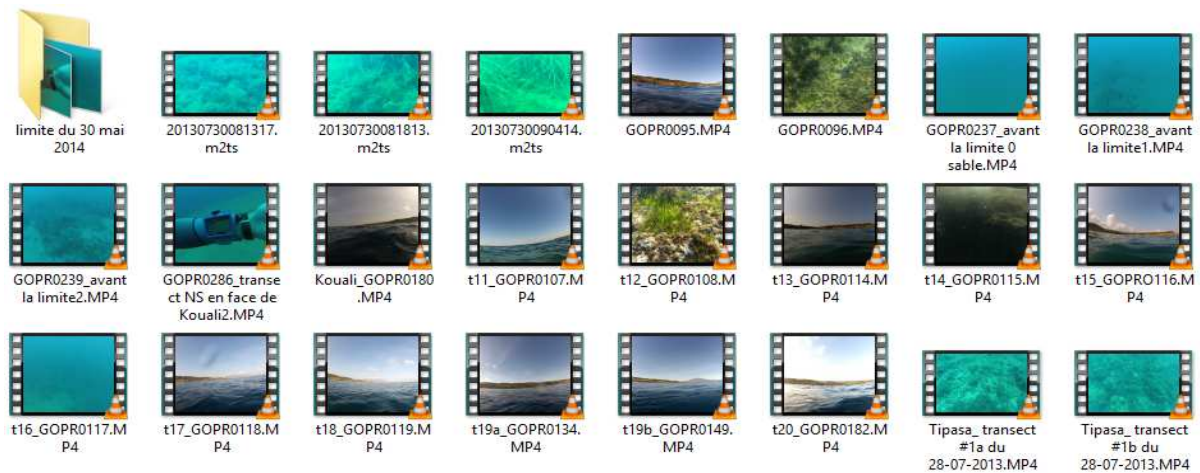 limite du 30 mai
2014
20130730081317.
m2ts
20130730081813.
m2ts
20130730090414.
m2ts
GOPR0095.MP4
GOPR0096.MP4
GOPR0237_avant
la limite 0
sable.MP4
GOPR0238_avant
la limite1.MP4
GOPR0239_avant
la limite2.MP4
GOPR0286_transe
ct NS en face de
Kouali2.MP4
Kouali_GOPR0180
.MP4
t11_GOPR0107.M
P4
t12_GOPR0108.M
P4
t13_GOPR0114.M
P4
t14_GOPR0115.M
P4
t15_GOPRO116.M
P4
t16_GOPR0117.M
P4
t17_GOPR0118.M
P4
t18_GOPR0119.M
P4
t19a_GOPR0134.
MP4
t19b_GOPR0149.
MP4
t20_GOPR0182.M
P4
Tipasa_ transect
#1a du
28-07-2013.MP4
Tipasa_ transect
#1b du
28-07-2013.MP4